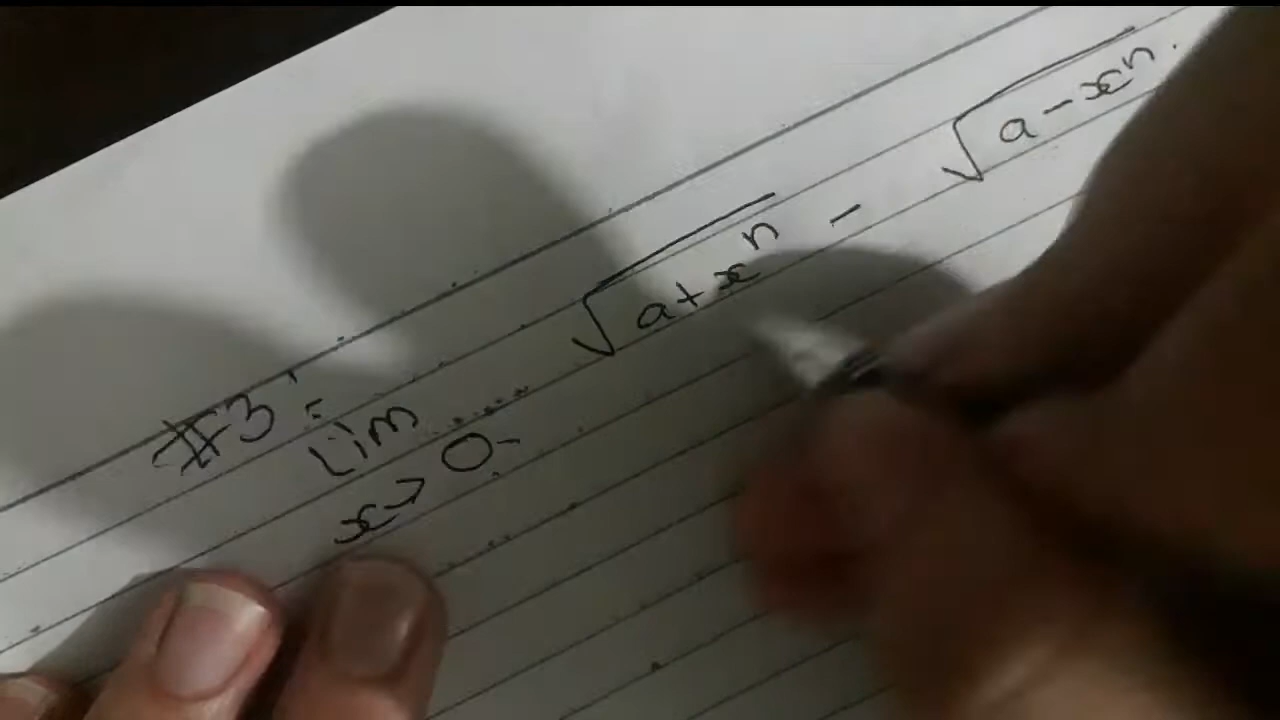 #3 :
Lim ....... √a+xⁿ - √a-xⁿ.
x→0